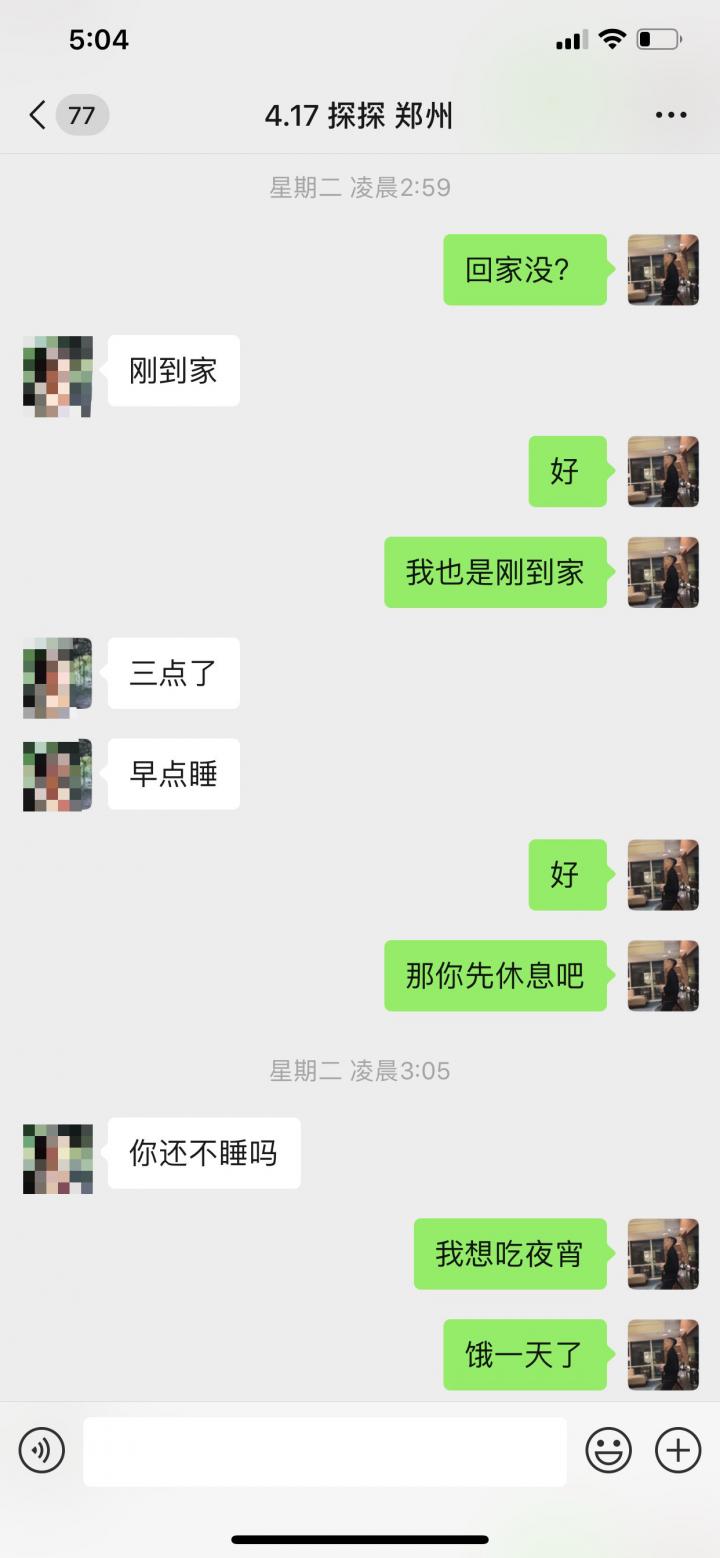 5:04
77
4.17 探探 郑州
星期二 凌晨2:59
回家没?
刚到家
好
我也是刚到家
三点了
早点睡
好
那你先休息吧
星期二 凌晨3:05
你还不睡吗
我想吃夜宵
饿一天了